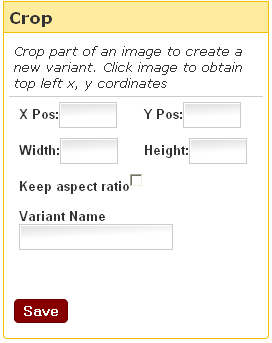 Crop
Crop part of an image to create a
new variant. Click image to obtain
top left x, y cordinates
X Pos: Y Pos:
Width: Height:
Keep aspect ratio
Variant Name
Save